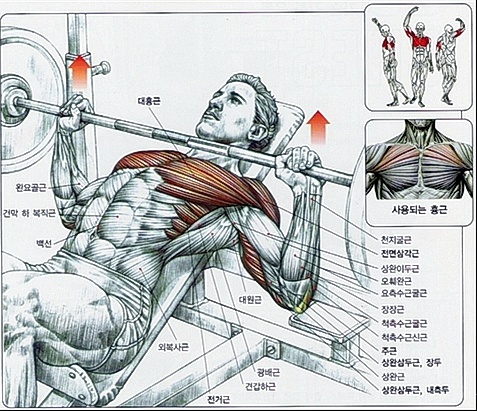 대흉근
완요골근
건막 하 복직근
백선
사용되는 흉근
천지굴근
전면삼각근
상완이두근
오훼완근
요측수근굴근
장장근
척측수근굴근
척측수근신근
주근
상완삼두근, 장두
상완근
상완삼두근, 내측두
대원근
외복사근
광배근
견갑하근
전거근